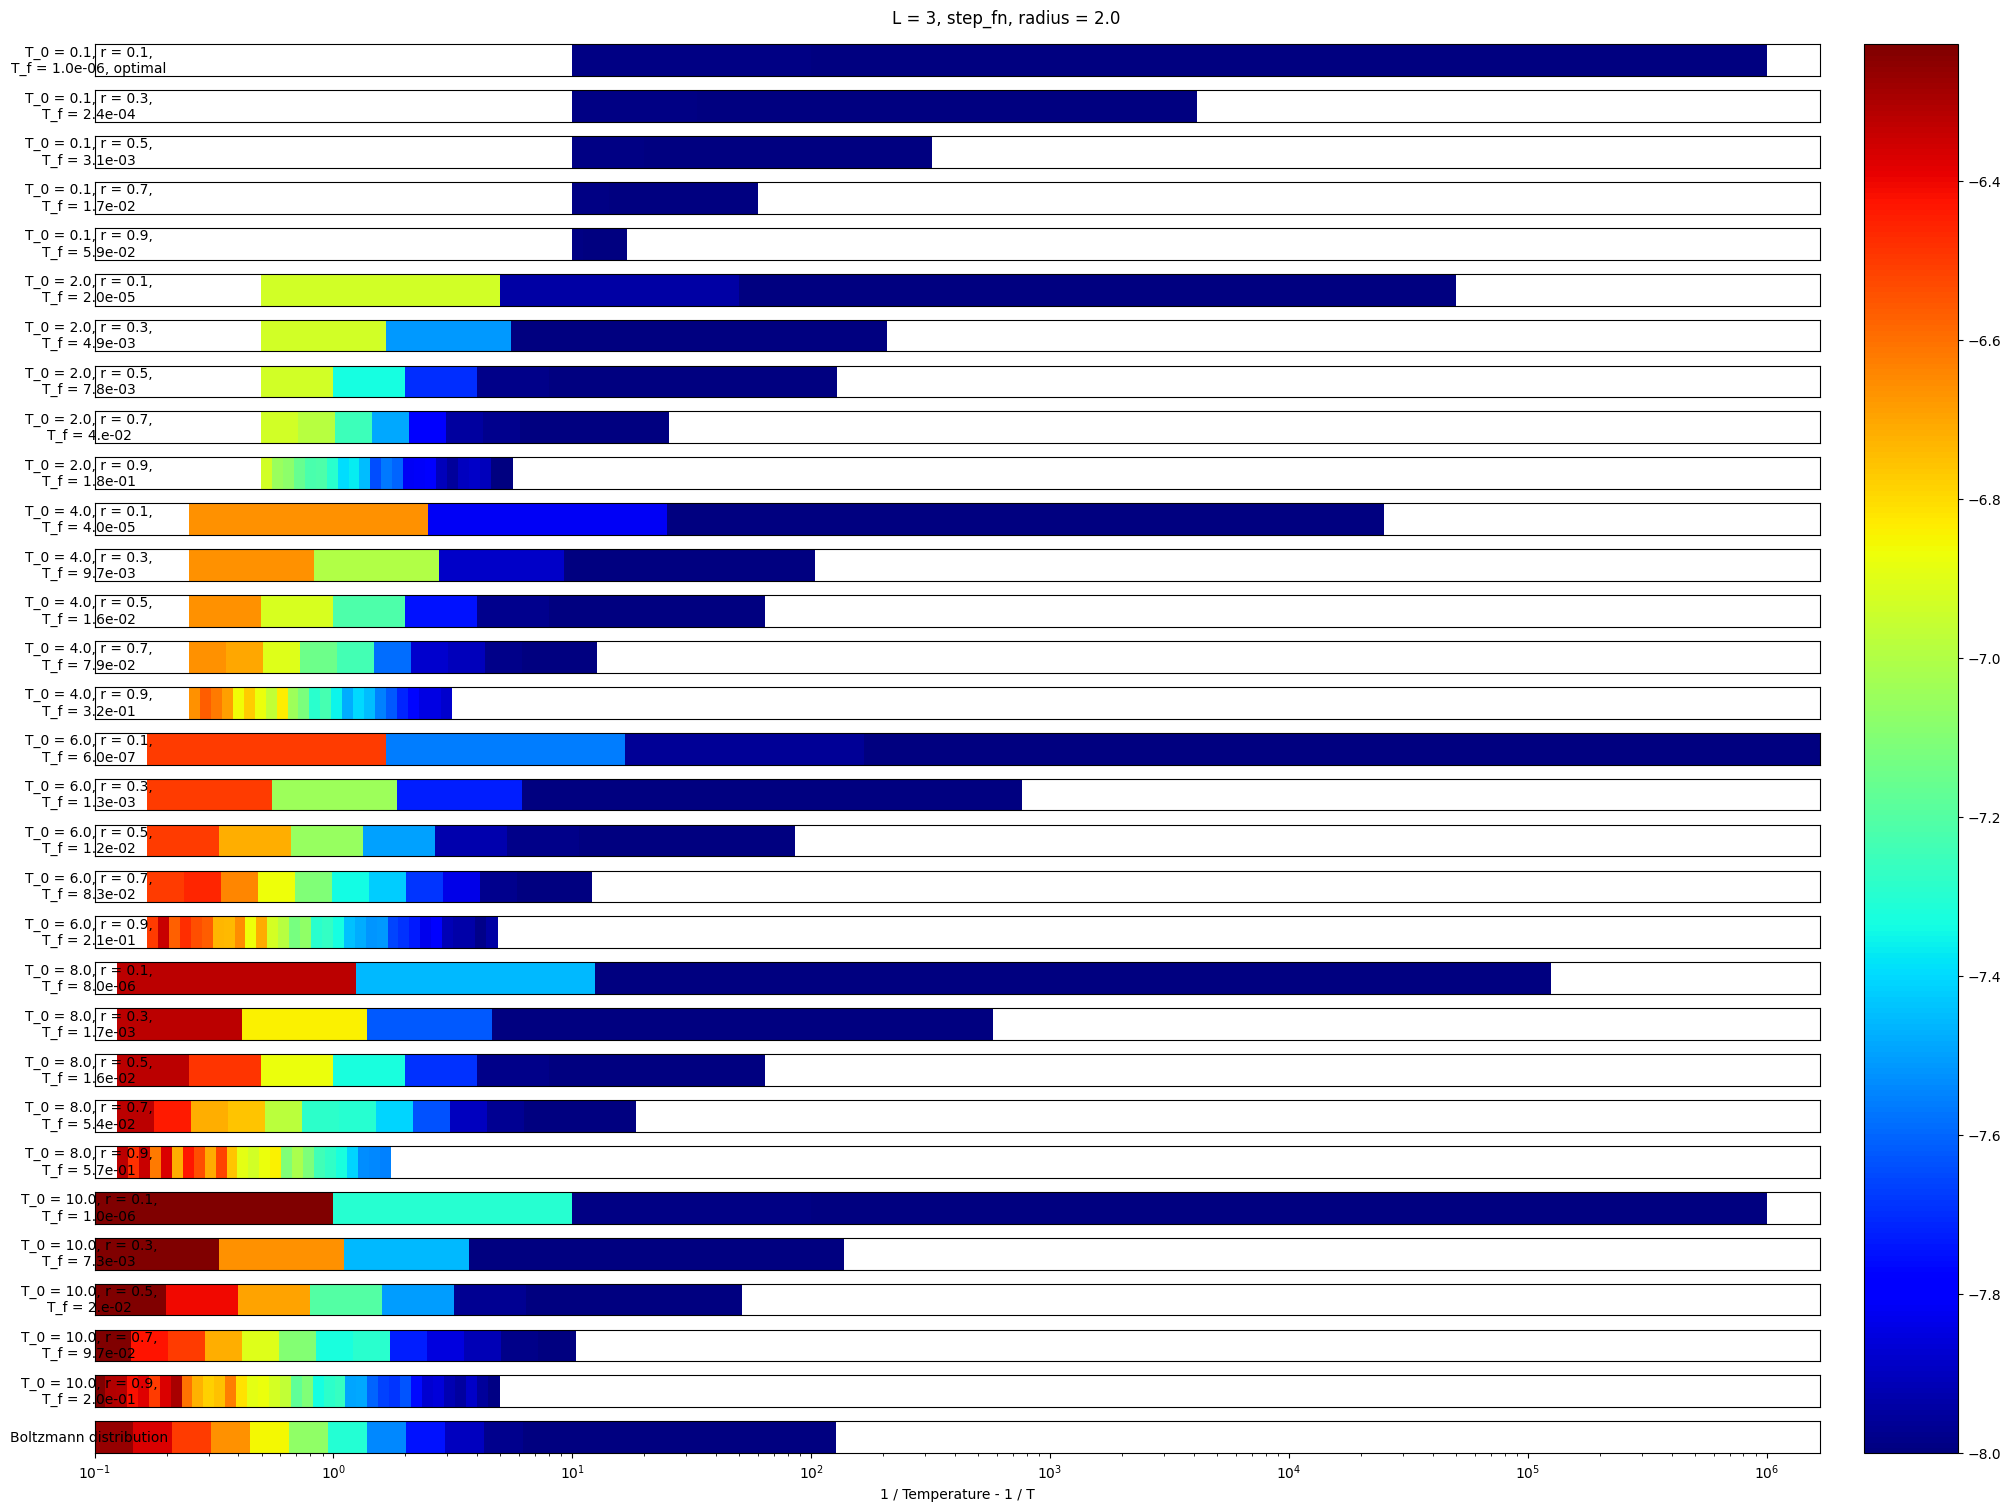 L = 3, step_fn, radius = 2.0
T_0 = 0.1, r = 0.1,
T_f = 1.0e-06, optimal
T_0 = 0.1, r = 0.3,
T_f = 2.4e-04
T_0 = 0.1, r = 0.5,
T_f = 3.1e-03
T_0 = 0.1, r = 0.7,
T_f = 1.7e-02
T_0 = 0.1, r = 0.9,
T_f = 5.9e-02
T_0 = 2.0, r = 0.1,
T_f = 2.0e-05
T_0 = 2.0, r = 0.3,
T_f = 4.9e-03
T_0 = 2.0, r = 0.5,
T_f = 7.8e-03
T_0 = 2.0, r = 0.7,
T_f = 4.e-02
T_0 = 2.0, r = 0.9,
T_f = 1.8e-01
T_0 = 4.0, r = 0.1,
T_f = 4.0e-05
T_0 = 4.0, r = 0.3,
T_f = 9.7e-03
T_0 = 4.0, r = 0.5,
T_f = 1.6e-02
T_0 = 4.0, r = 0.7,
T_f = 7.9e-02
T_0 = 4.0, r = 0.9,
T_f = 3.2e-01
T_0 = 6.0, r = 0.1,
T_f = 6.0e-07
T_0 = 6.0, r = 0.3,
T_f = 1.3e-03
T_0 = 6.0, r = 0.5,
T_f = 1.2e-02
T_0 = 6.0, r = 0.7,
T_f = 8.3e-02
T_0 = 6.0, r = 0.9,
T_f = 2.1e-01
T_0 = 8.0, r = 0.1,
T_f = 8.0e-06
T_0 = 8.0, r = 0.3,
T_f = 1.7e-03
T_0 = 8.0, r = 0.5,
T_f = 1.6e-02
T_0 = 8.0, r = 0.7,
T_f = 5.4e-02
T_0 = 8.0, r = 0.9,
T_f = 5.7e-01
T_0 = 10.0, r = 0.1,
T_f = 1.0e-06
T_0 = 10.0, r = 0.3,
T_f = 7.3e-03
T_0 = 10.0, r = 0.5,
T_f = 2.e-02
T_0 = 10.0, r = 0.7,
T_f = 9.7e-02
T_0 = 10.0, r = 0.9,
T_f = 2.0e-01
Boltzmann distribution
10⁻¹ 10⁰ 10¹ 10² 10³ 10⁴ 10⁵ 10⁶
1 / Temperature - 1 / T
−6.4
−6.6
−6.8
−7.0
−7.2
−7.4
−7.6
−7.8
−8.0